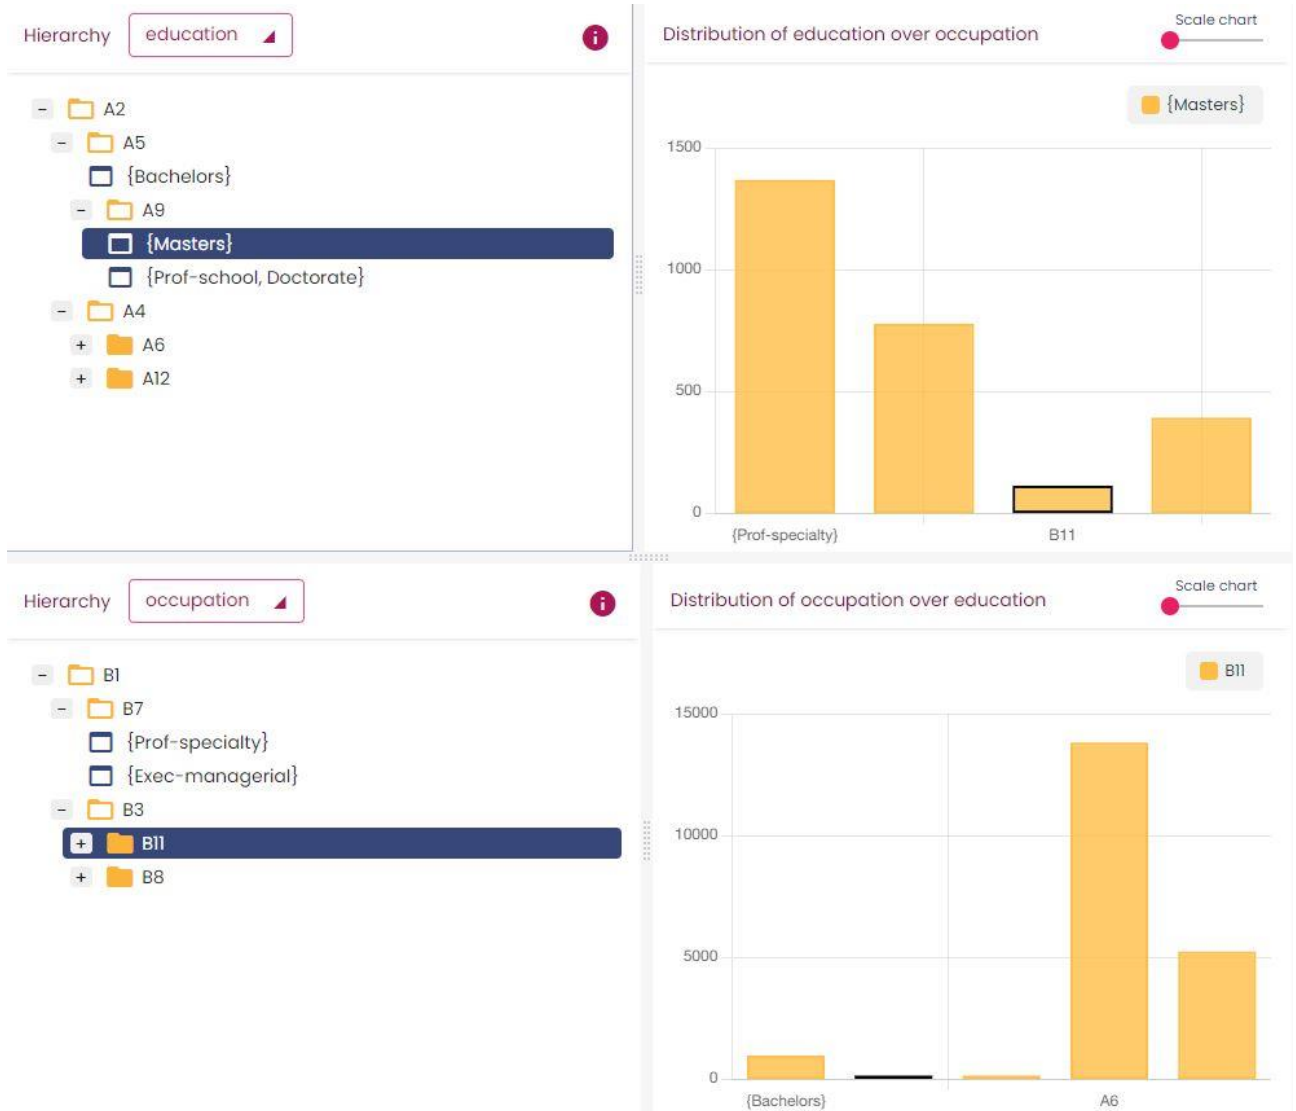 Hierarchy education
A2
A5
{Bachelors}
A9
{Masters}
{Prof-school, Doctorate}
A4
A6
A12
Distribution of education over occupation
Scale chart
{Masters}
1500
1000
500
0
{Prof-specialty} B11
Hierarchy occupation
B1
B7
{Prof-specialty}
{Exec-managerial}
B3
B11
B8
Distribution of occupation over education
Scale chart
B11
15000
10000
5000
0
{Bachelors} A6